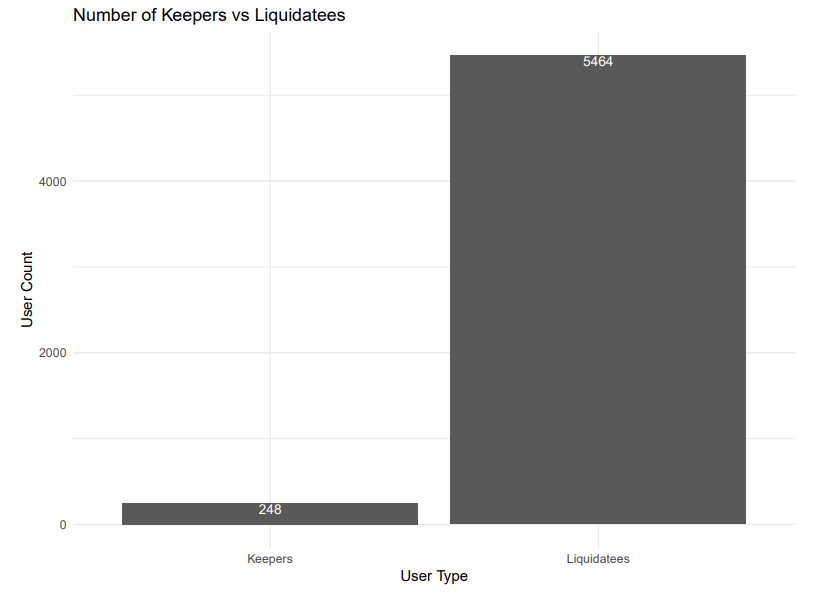 Number of Keepers vs Liquidatees
5464
4000
User Count
2000
248
0
Keepers
Liquidatees
User Type